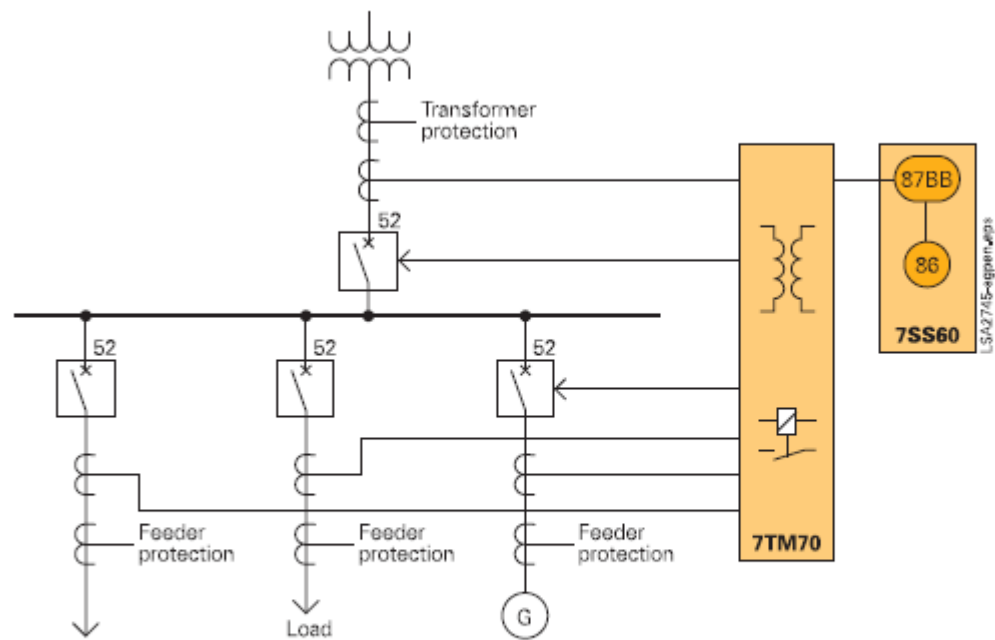 Transformer
protection
52
87BB
86
7SS60
LSA2745-agpen.eps
52
52
52
Feeder
protection
Feeder
protection
Feeder
protection
7TM70
Load
G